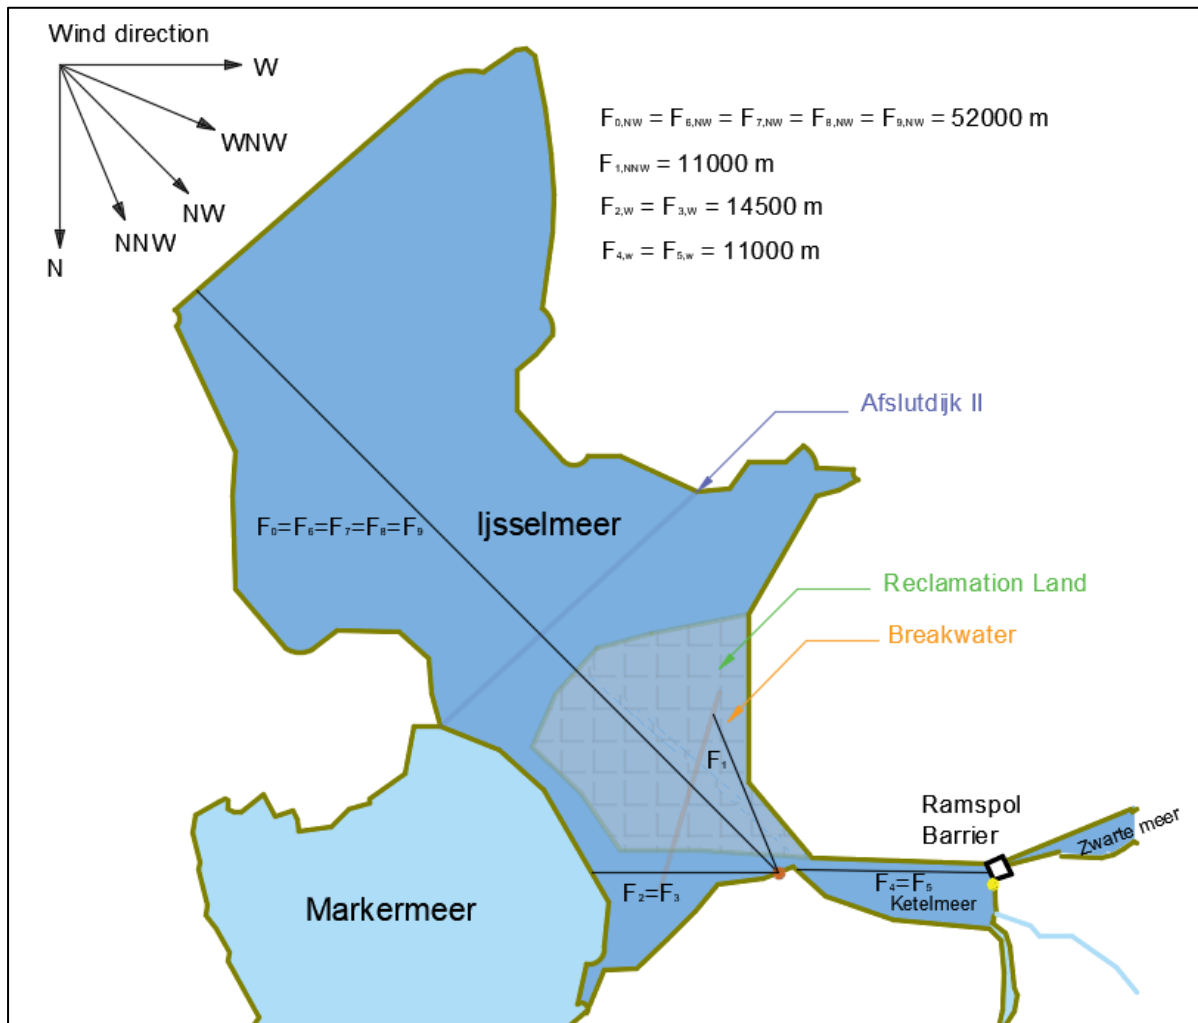 Wind direction
W
WNW
NW
NNW
N
F₀,NW = F₆,NW = F₇,NW = F₈,NW = F₉,NW = 52000 m
F₁,NNW = 11000 m
F₂,W = F₃,W = 14500 m
F₄,w = F₅,w = 11000 m
Afslutdijk II
Ijsselmeer
F₀=F₆=F₇=F₈=F₉
Reclamation Land
Breakwater
F₁
Ramspol
Barrier
Zwarte meer
F₂=F₃
F₄=F₅
Ketelmeer
Markermeer